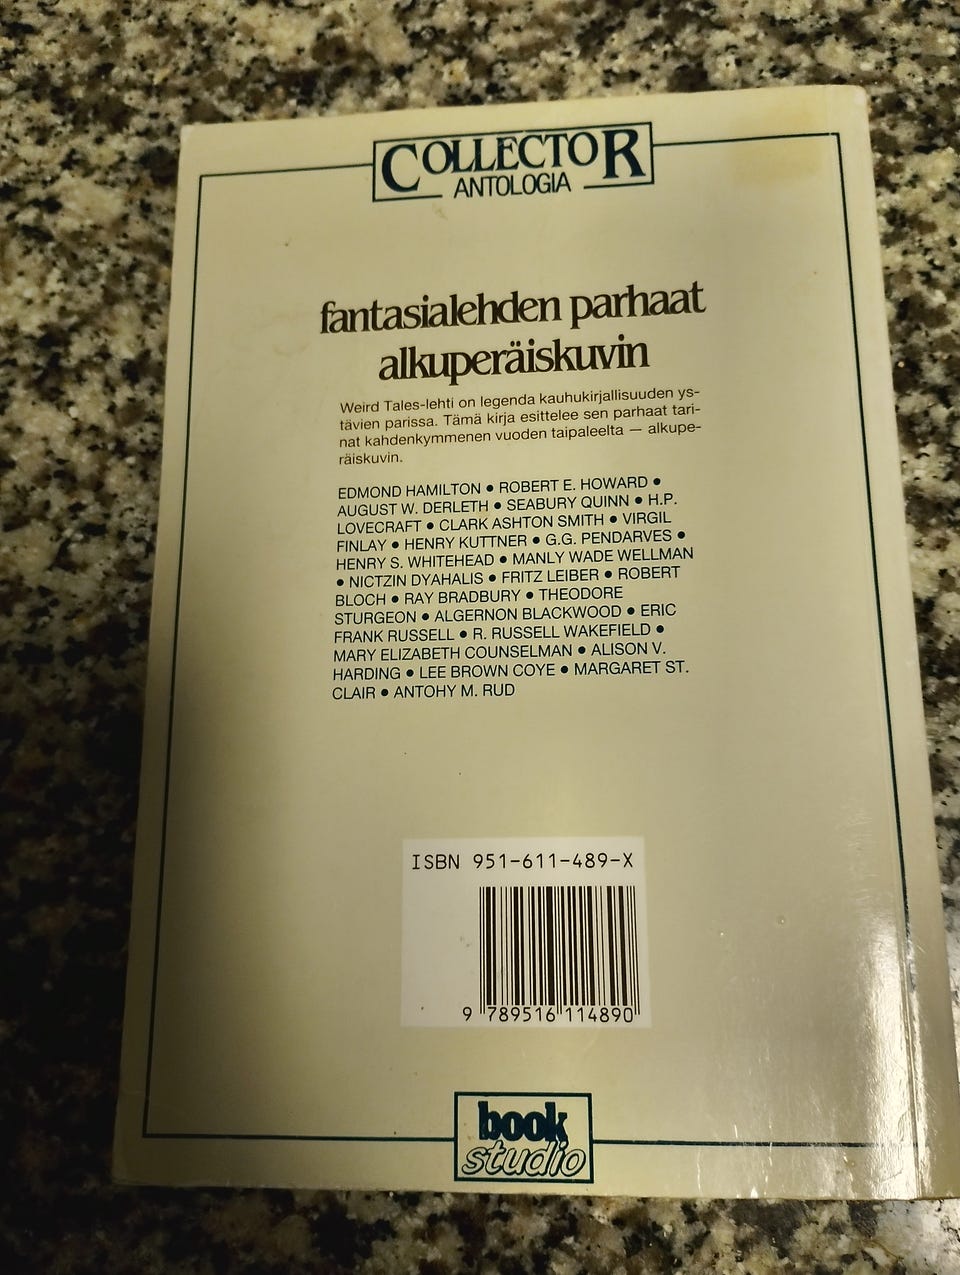 COLLECTOR
ANTOLOGIA
fantasialehden parhaat
alkuperäiskuvin
Weird Tales-lehti on legenda kauhukirjallisuuden ys-
tävien parissa. Tämä kirja esittelee sen parhaat tari-
nat kahdenkymmenen vuoden taipaleelta — alkupe-
räiskuvin.
EDMOND HAMILTON ● ROBERT E. HOWARD ●
AUGUST W. DERLETH ● SEABURY QUINN ● H.P.
LOVECRAFT ● CLARK ASHTON SMITH ● VIRGIL
FINLAY ● HENRY KUTTNER ● G.G. PENDARVES ●
HENRY S. WHITEHEAD ● MANLY WADE WELLMAN
● NICTZIN DYAHALIS ● FRITZ LEIBER ● ROBERT
BLOCH ● RAY BRADBURY ● THEODORE
STURGEON ● ALGERNON BLACKWOOD ● ERIC
FRANK RUSSELL ● R. RUSSELL WAKEFIELD ●
MARY ELIZABETH COUNSELMAN ● ALISON V.
HARDING ● LEE BROWN COYE ● MARGARET ST.
CLAIR ● ANTOHY M. RUD
ISBN 951-611-489-X
9 789516 114890
book
studio